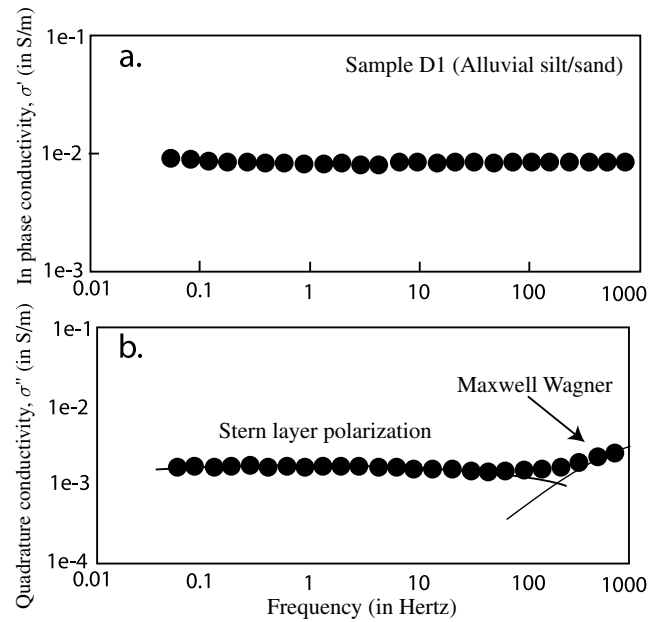 1e-1
a.
Sample D1 (Alluvial silt/sand)
1e-2
1e-3
0.01 0.1 1 10 100 1000
In phase conductivity, σ' (in S/m)
1e-1
b.
Maxwell Wagner
1e-2
Stern layer polarization
1e-3
1e-4
0.01 0.1 1 10 100 1000
Quadrature conductivity, σ" (in S/m)
Frequency (in Hertz)